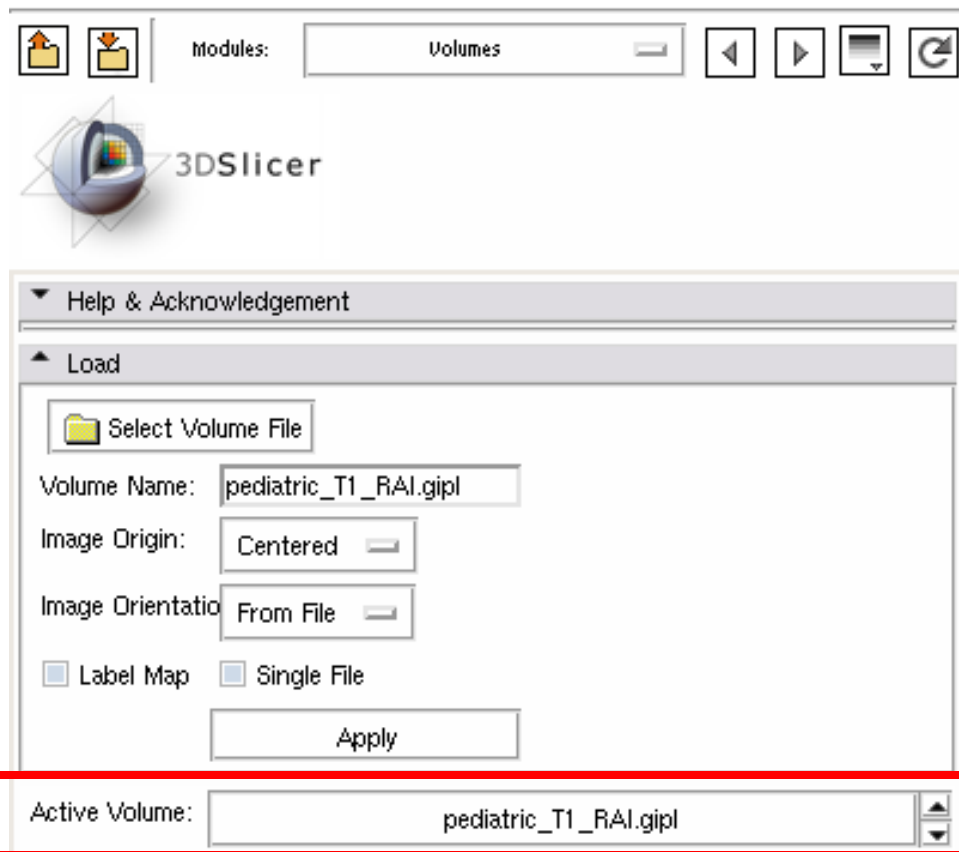 Modules: Volumes
3DSlicer
Help & Acknowledgement
Load
Select Volume File
Volume Name: pediatric_T1_RAI.gipl
Image Origin: Centered
Image Orientatio From File
Label Map Single File
Apply
Active Volume: pediatric_T1_RAI.gipl